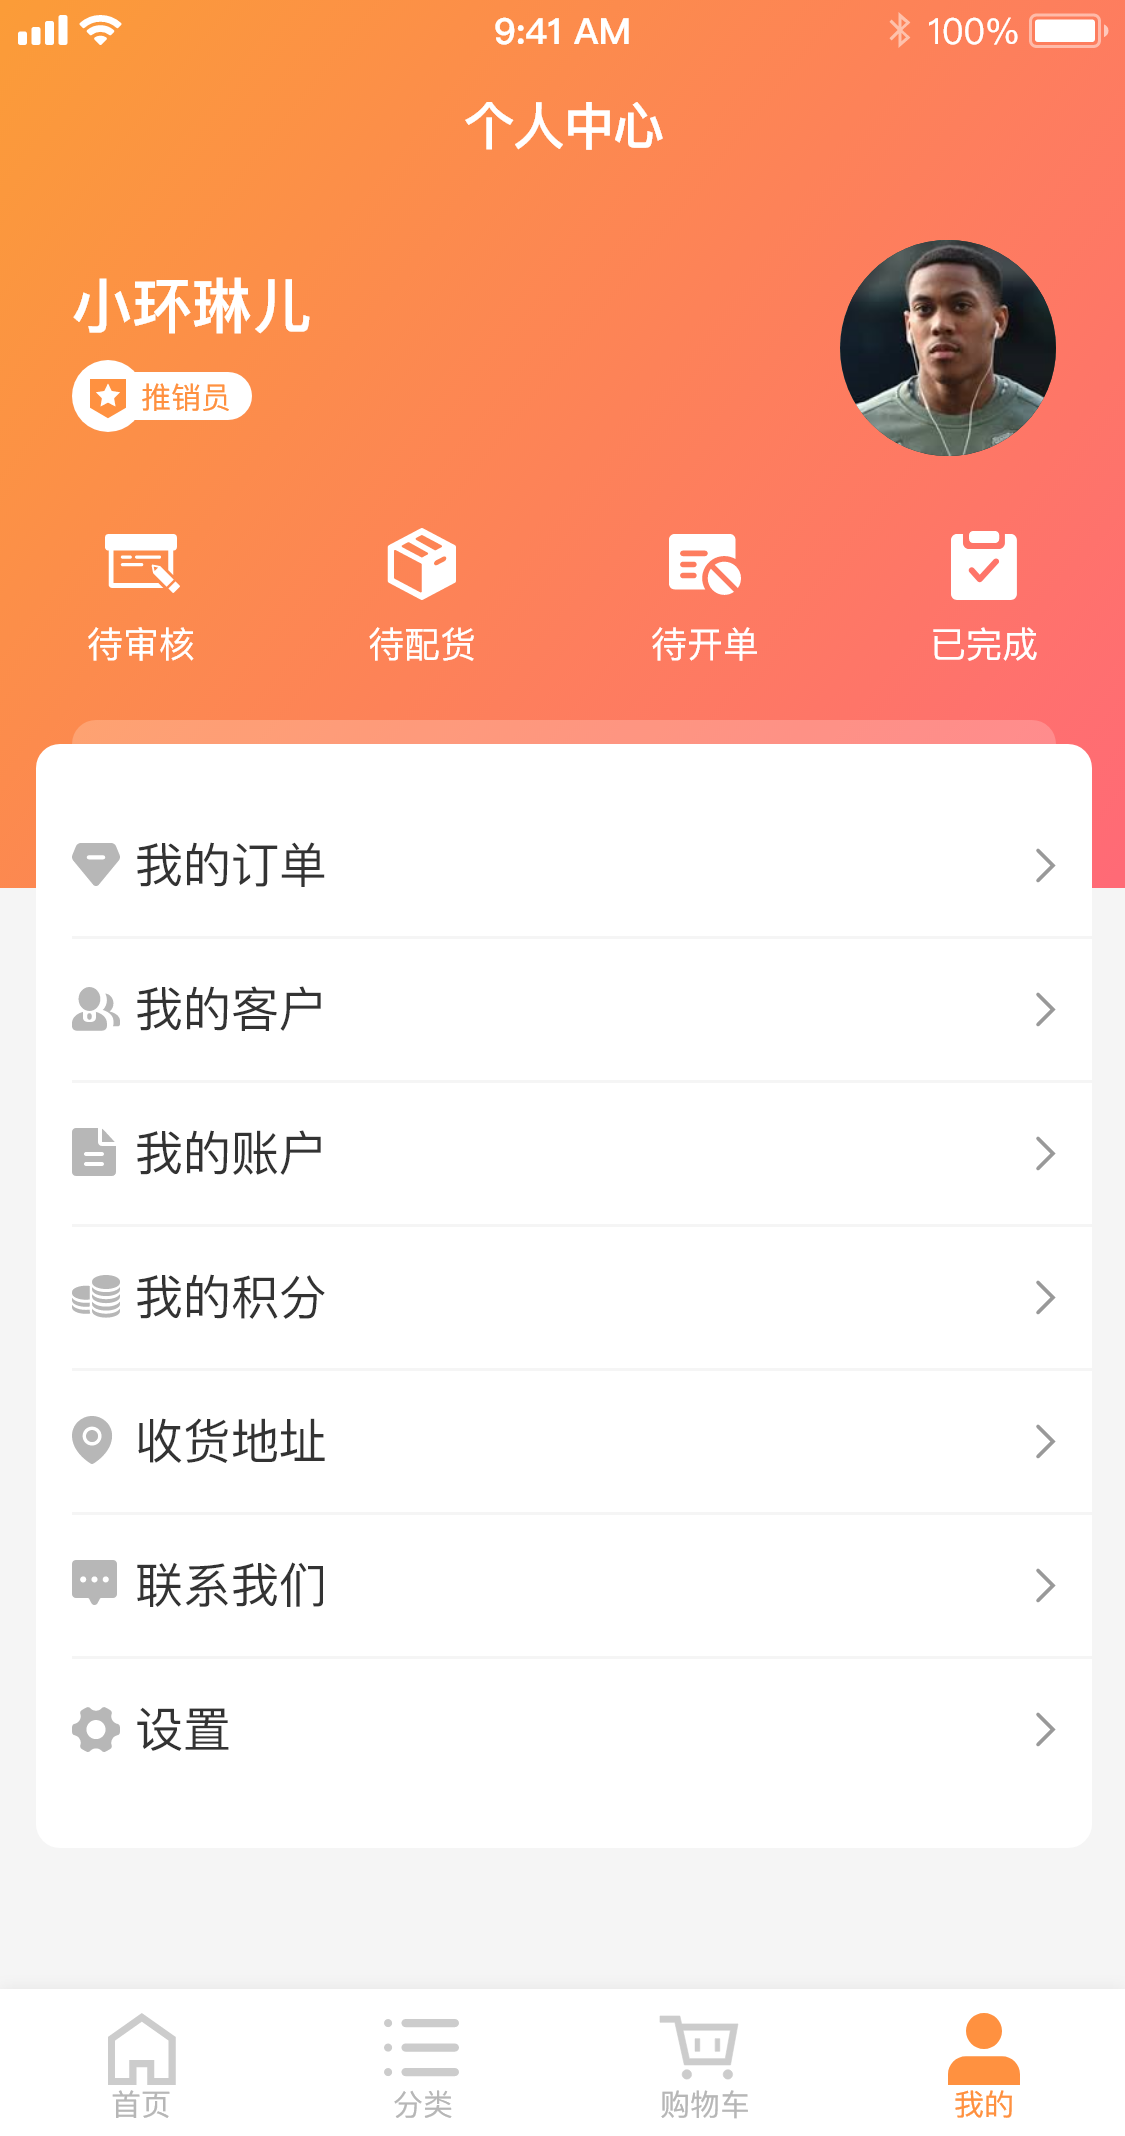 9:41 AM
100%
个人中心
小环琳儿
推销员
待审核
待配货
待开单
已完成
我的订单
我的客户
我的账户
我的积分
收货地址
联系我们
设置
首页
分类
购物车
我的